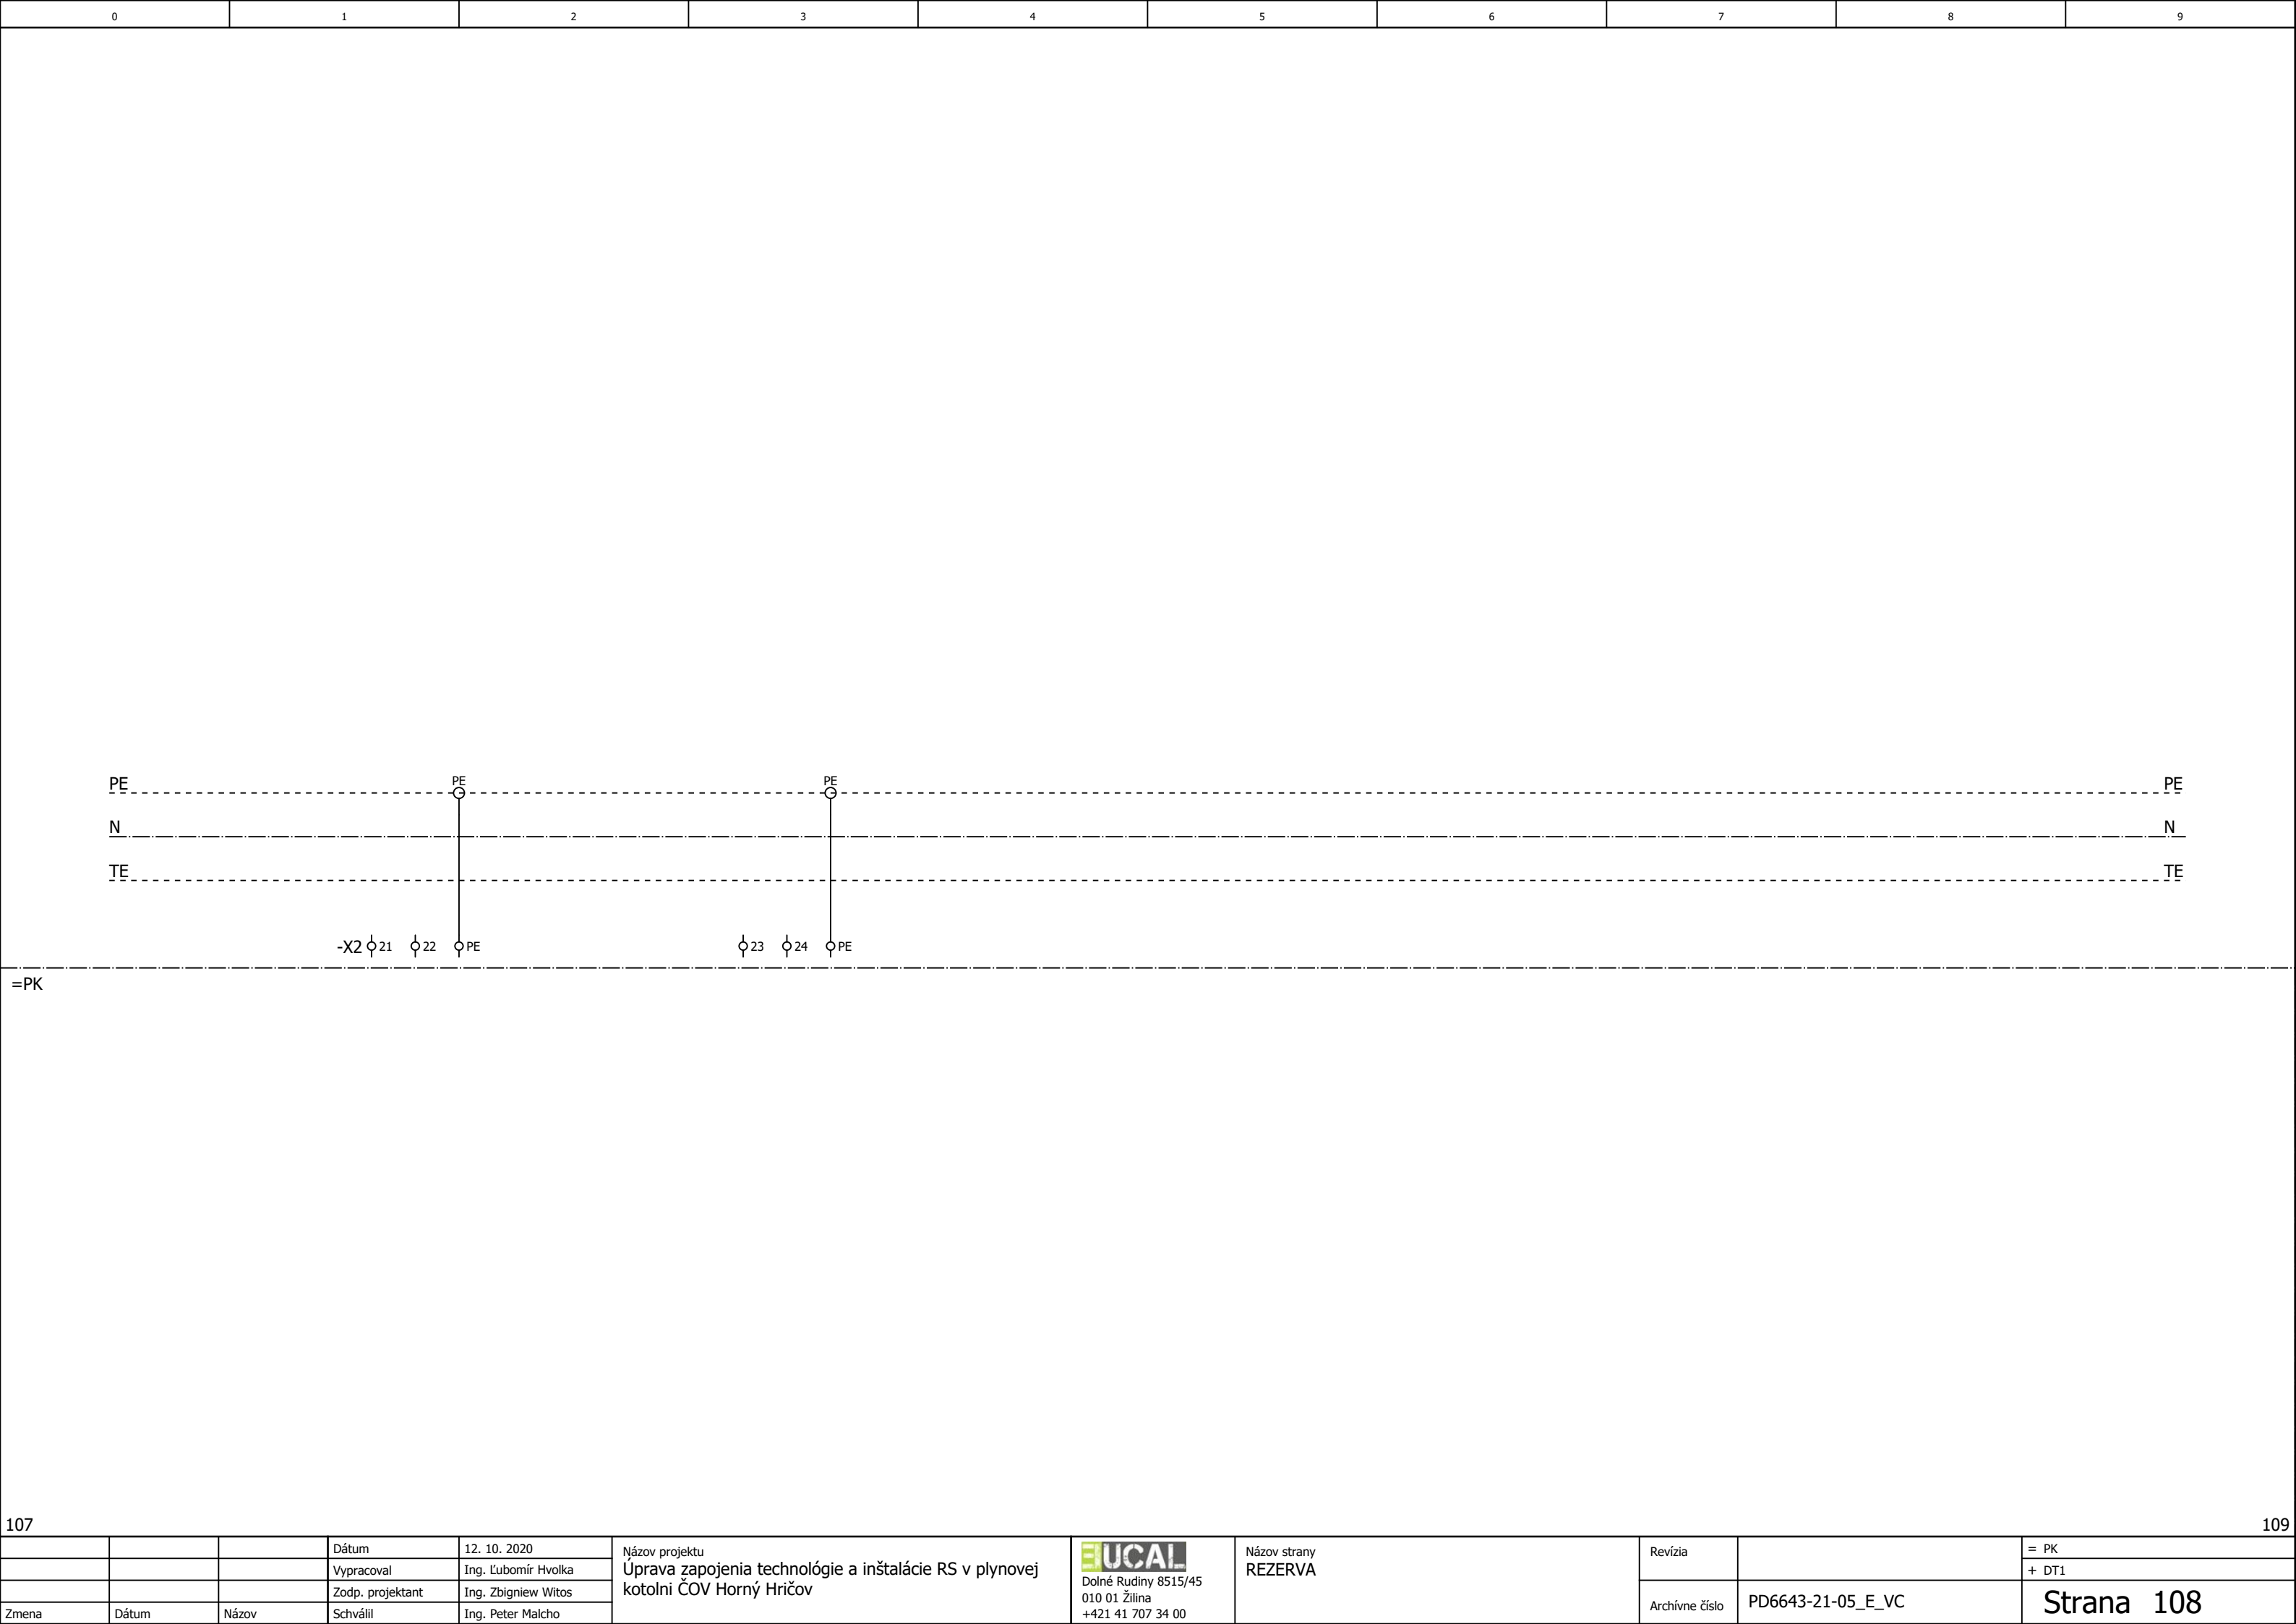 0 1 2 3 4 5 6 7 8 9
PE PE PE PE
N N
TE TE
-X2 21 22 PE 23 24 PE
=PK
107 109
Dátum 12. 10. 2020
Vypracoval Ing. Ľubomír Hvolka
Zodp. projektant Ing. Zbigniew Witos
Zmena Dátum Názov Schválil Ing. Peter Malcho
Názov projektu
Úprava zapojenia technológie a inštalácie RS v plynovej
kotolni ČOV Horný Hričov
EUCAL
Dolné Rudiny 8515/45
010 01 Žilina
+421 41 707 34 00
Názov strany
REZERVA
Revízia
Archívne číslo PD6643-21-05_E_VC
= PK
+ DT1
Strana 108